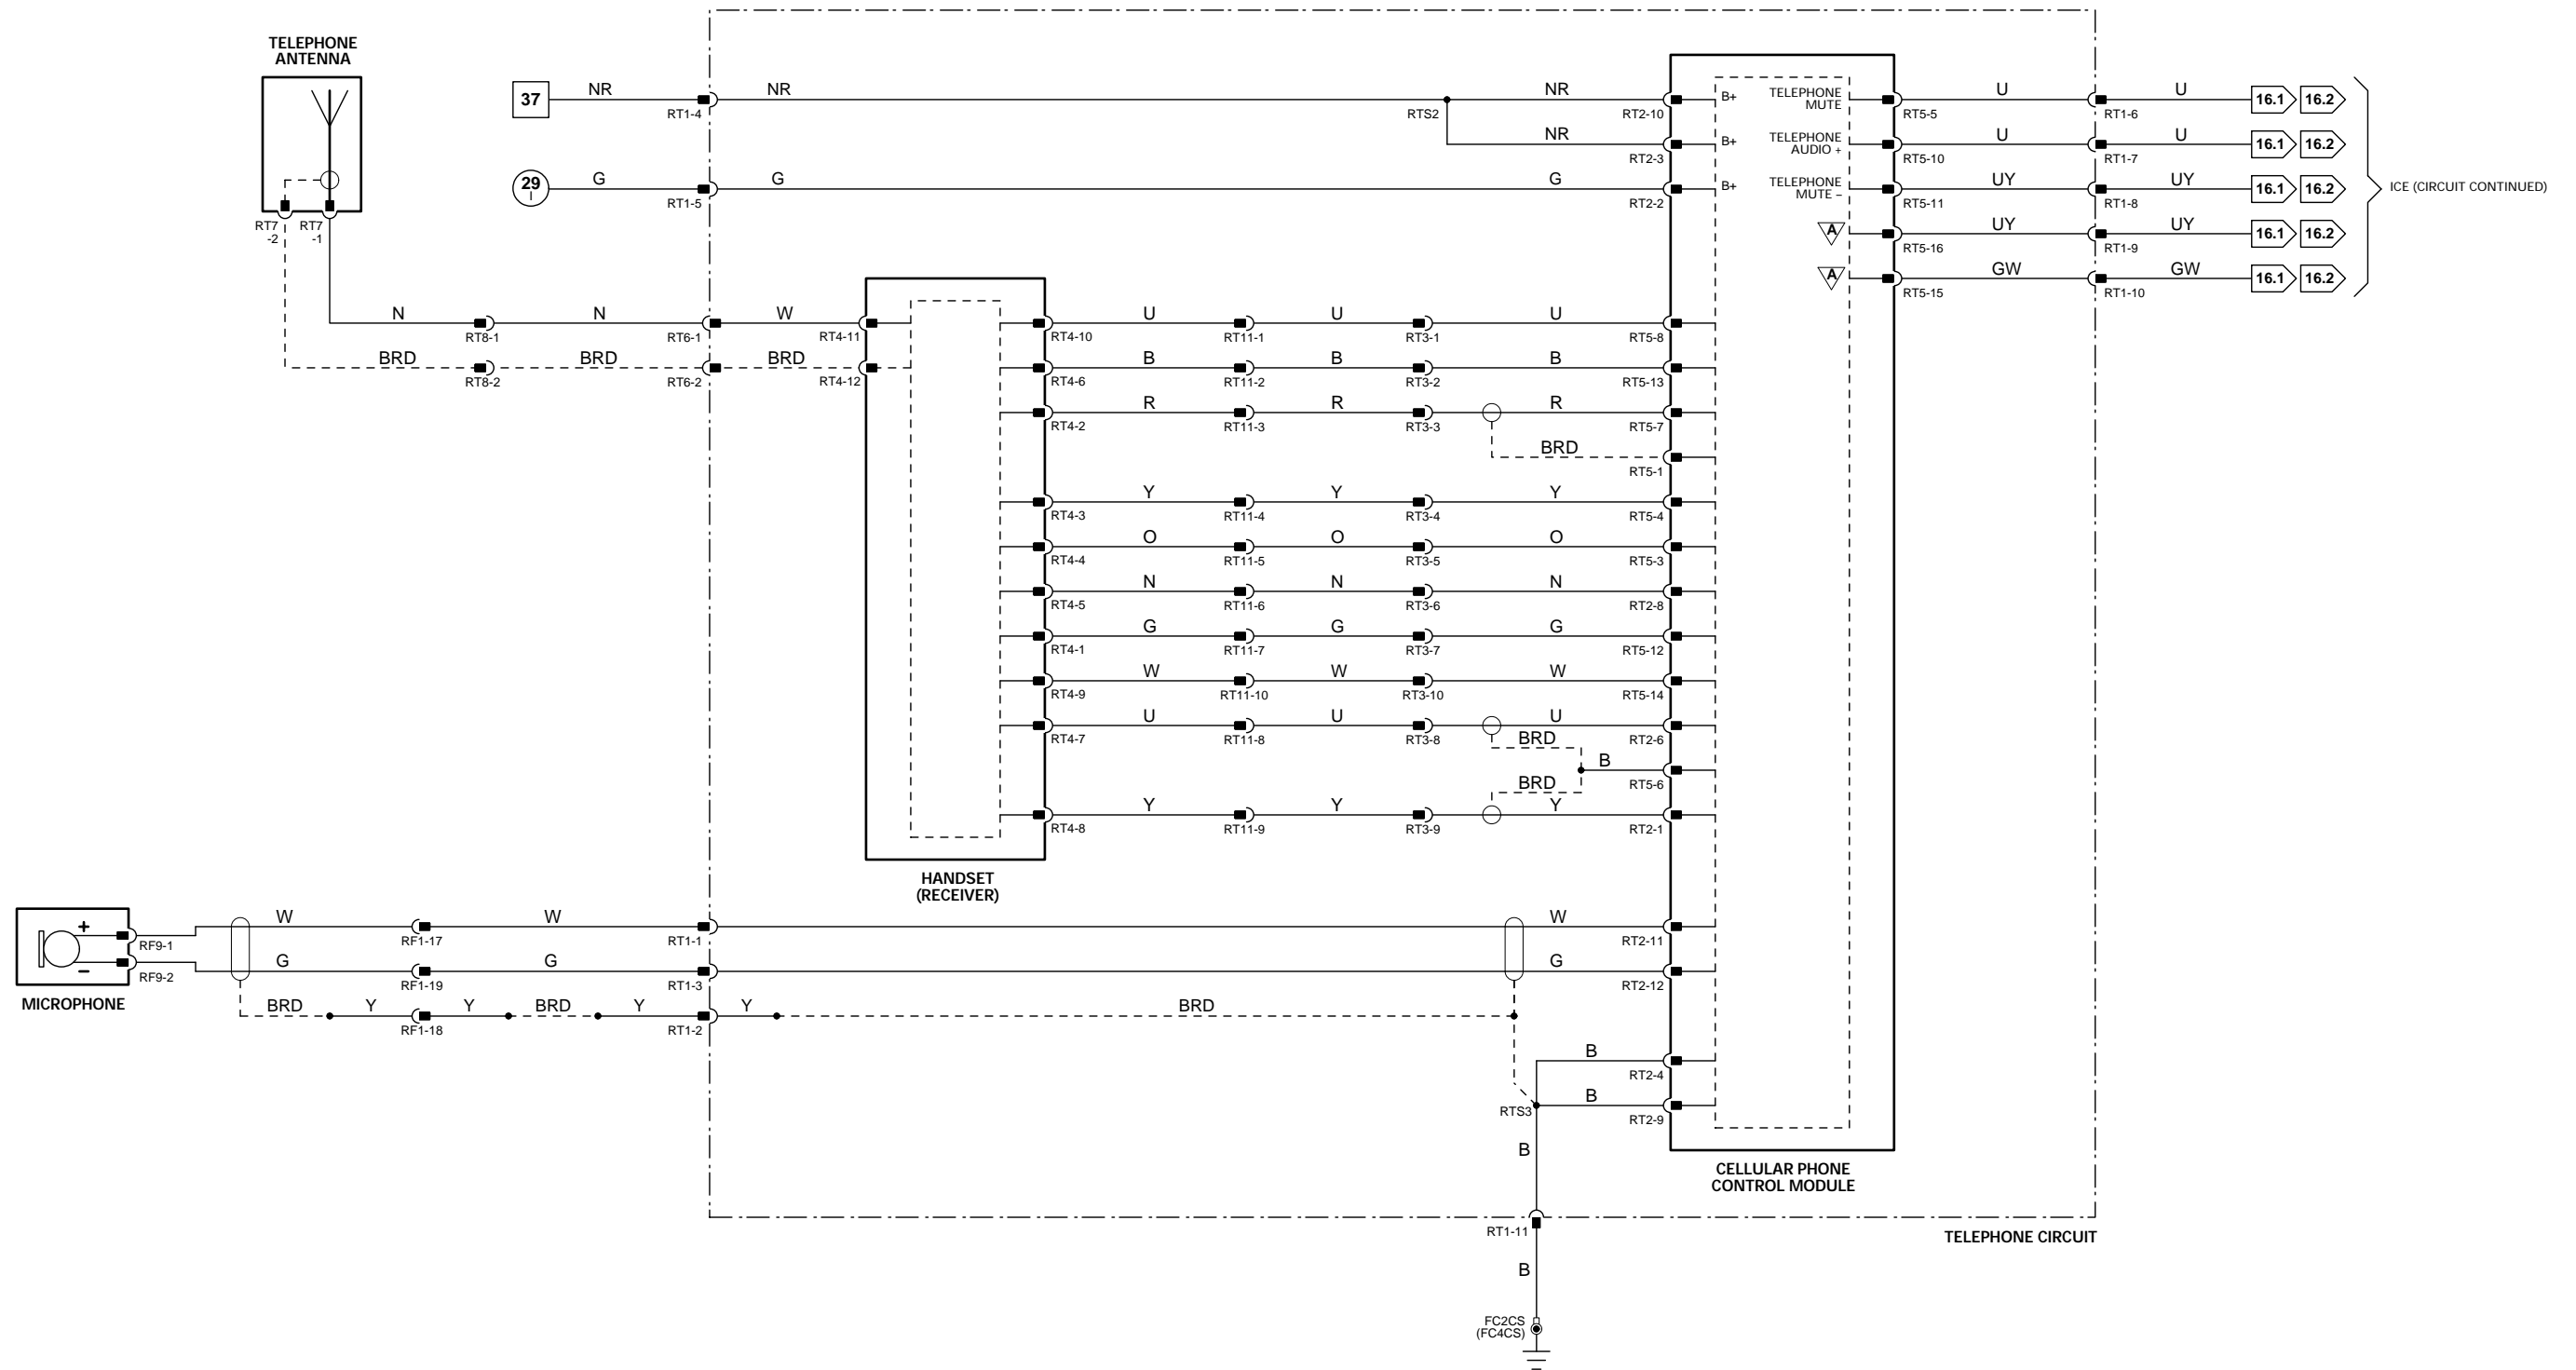 TELEPHONE
ANTENNA
RT7
-2
RT7
-1
37
NR
RT1-4
NR
RTS2
NR
RT2-10
B+
NR
RT2-3
B+
29
I
G
RT1-5
G
G
RT2-2
B+
TELEPHONE
MUTE
RT5-5
U
RT1-6
U
16.1
16.2
TELEPHONE
AUDIO +
RT5-10
U
RT1-7
U
16.1
16.2
TELEPHONE
MUTE –
RT5-11
UY
RT1-8
UY
16.1
16.2
ICE (CIRCUIT CONTINUED)
A
RT5-16
UY
RT1-9
UY
16.1
16.2
A
RT5-15
GW
RT1-10
GW
16.1
16.2
N
RT8-1
N
RT6-1
W
RT4-11
BRD
RT8-2
BRD
RT6-2
BRD
RT4-12
RT4-10
U
RT11-1
U
RT3-1
U
RT5-8
RT4-6
B
RT11-2
B
RT3-2
B
RT5-13
RT4-2
R
RT11-3
R
RT3-3
R
RT5-7
BRD
RT5-1
RT4-3
Y
RT11-4
Y
RT3-4
Y
RT5-4
RT4-4
O
RT11-5
O
RT3-5
O
RT5-3
RT4-5
N
RT11-6
N
RT3-6
N
RT2-8
RT4-1
G
RT11-7
G
RT3-7
G
RT5-12
RT4-9
W
RT11-10
W
RT3-10
W
RT5-14
RT4-7
U
RT11-8
U
RT3-8
U
RT2-6
BRD
B
RT5-6
BRD
RT4-8
Y
RT11-9
Y
RT3-9
Y
RT2-1
HANDSET
(RECEIVER)
+
–
RF9-1
RF9-2
MICROPHONE
W
RF1-17
W
RT1-1
W
RT2-11
G
RF1-19
G
RT1-3
G
RT2-12
BRD
Y
RF1-18
Y
BRD
Y
RT1-2
Y
BRD
B
RT2-4
RTS3
B
RT2-9
B
CELLULAR PHONE
CONTROL MODULE
RT1-11
TELEPHONE CIRCUIT
B
FC2CS
(FC4CS)